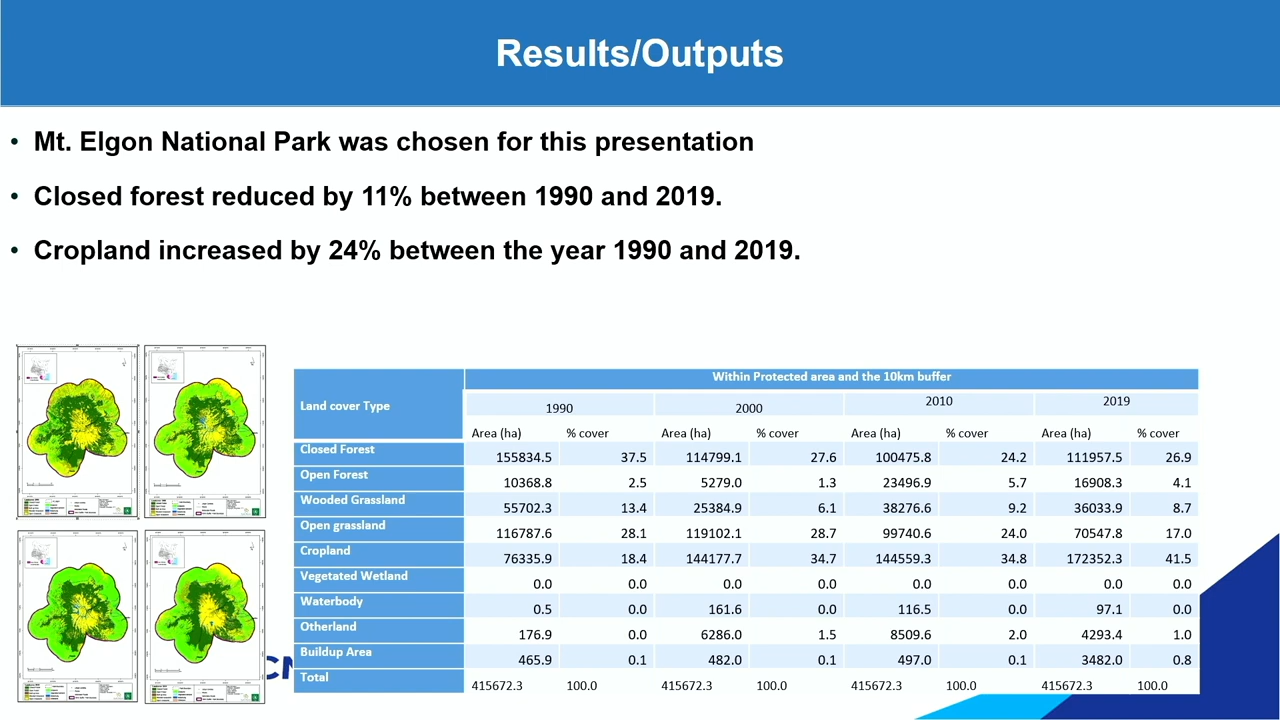 Results/Outputs
• Mt. Elgon National Park was chosen for this presentation
• Closed forest reduced by 11% between 1990 and 2019.
• Cropland increased by 24% between the year 1990 and 2019.
Land cover Type Within Protected area and the 10km buffer
1990 2000 2010 2019
Area (ha) % cover Area (ha) % cover Area (ha) % cover Area (ha) % cover
Closed Forest 155834.5 37.5 114799.1 27.6 100475.8 24.2 111957.5 26.9
Open Forest 10368.8 2.5 5279.0 1.3 23496.9 5.7 16908.3 4.1
Wooded Grassland 55702.3 13.4 25384.9 6.1 38276.6 9.2 36033.9 8.7
Open grassland 116787.6 28.1 119102.1 28.7 99740.6 24.0 70547.8 17.0
Cropland 76335.9 18.4 144177.7 34.7 144559.3 34.8 172352.3 41.5
Vegetated Wetland 0.0 0.0 0.0 0.0 0.0 0.0 0.0 0.0
Waterbody 0.5 0.0 161.6 0.0 116.5 0.0 97.1 0.0
Otherland 176.9 0.0 6286.0 1.5 8509.6 2.0 4293.4 1.0
Buildup Area 465.9 0.1 482.0 0.1 497.0 0.1 3482.0 0.8
Total 415672.3 100.0 415672.3 100.0 415672.3 100.0 415672.3 100.0